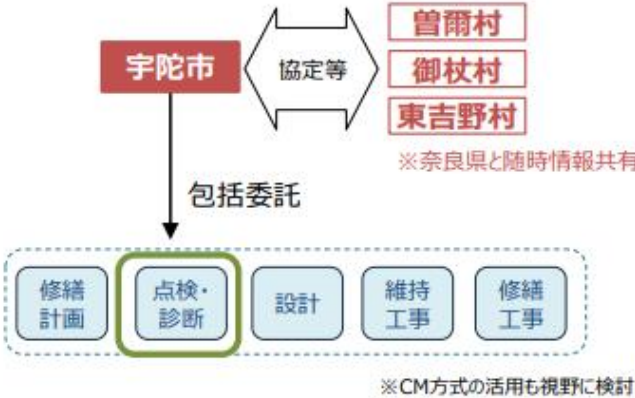 曽爾村
宇陀市
協定等
御杖村
東吉野村
※奈良県と随時情報共有
包括委託
修繕
計画
点検・
診断
設計
維持
工事
修繕
工事
※CM方式の活用も視野に検討